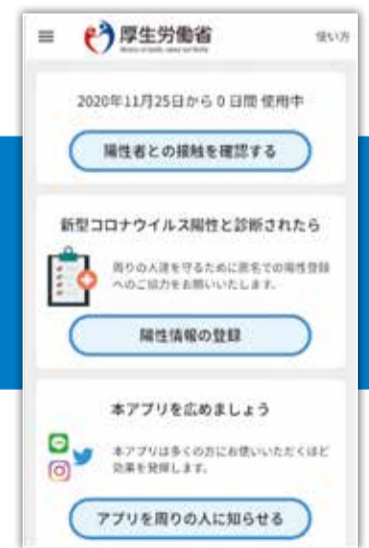 厚生労働省
Ministry of Health, Labour and Welfare
使い方
2020年11月25日から 0 日間 使用中
陽性者との接触を確認する
新型コロナウイルス陽性と診断されたら
周りの人達を守るために匿名での陽性登録
へのご協力をお願いいたします。
陽性情報の登録
本アプリを広めましょう
本アプリは多くの方にお使いいただくほど
効果を発揮します。
アプリを周りの人に知らせる